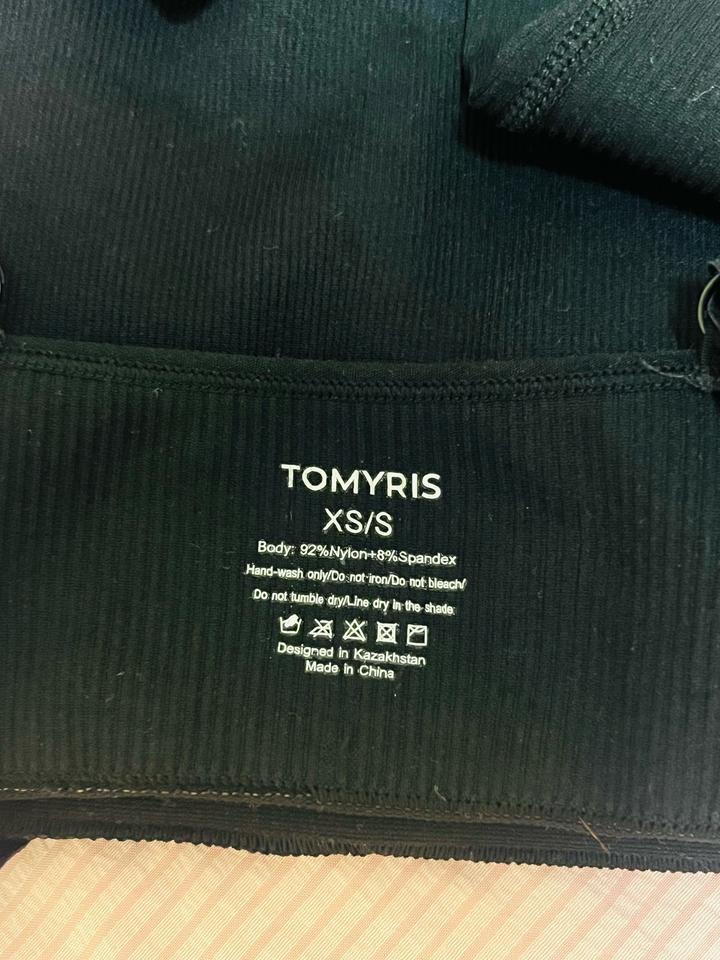 TOMYRIS
XS/S
Body: 92%Nylon+8%Spandex
Hand-wash only/Do not iron/Do not bleach/
Do not tumble dry/Line dry in the shade
Designed in Kazakhstan
Made in China